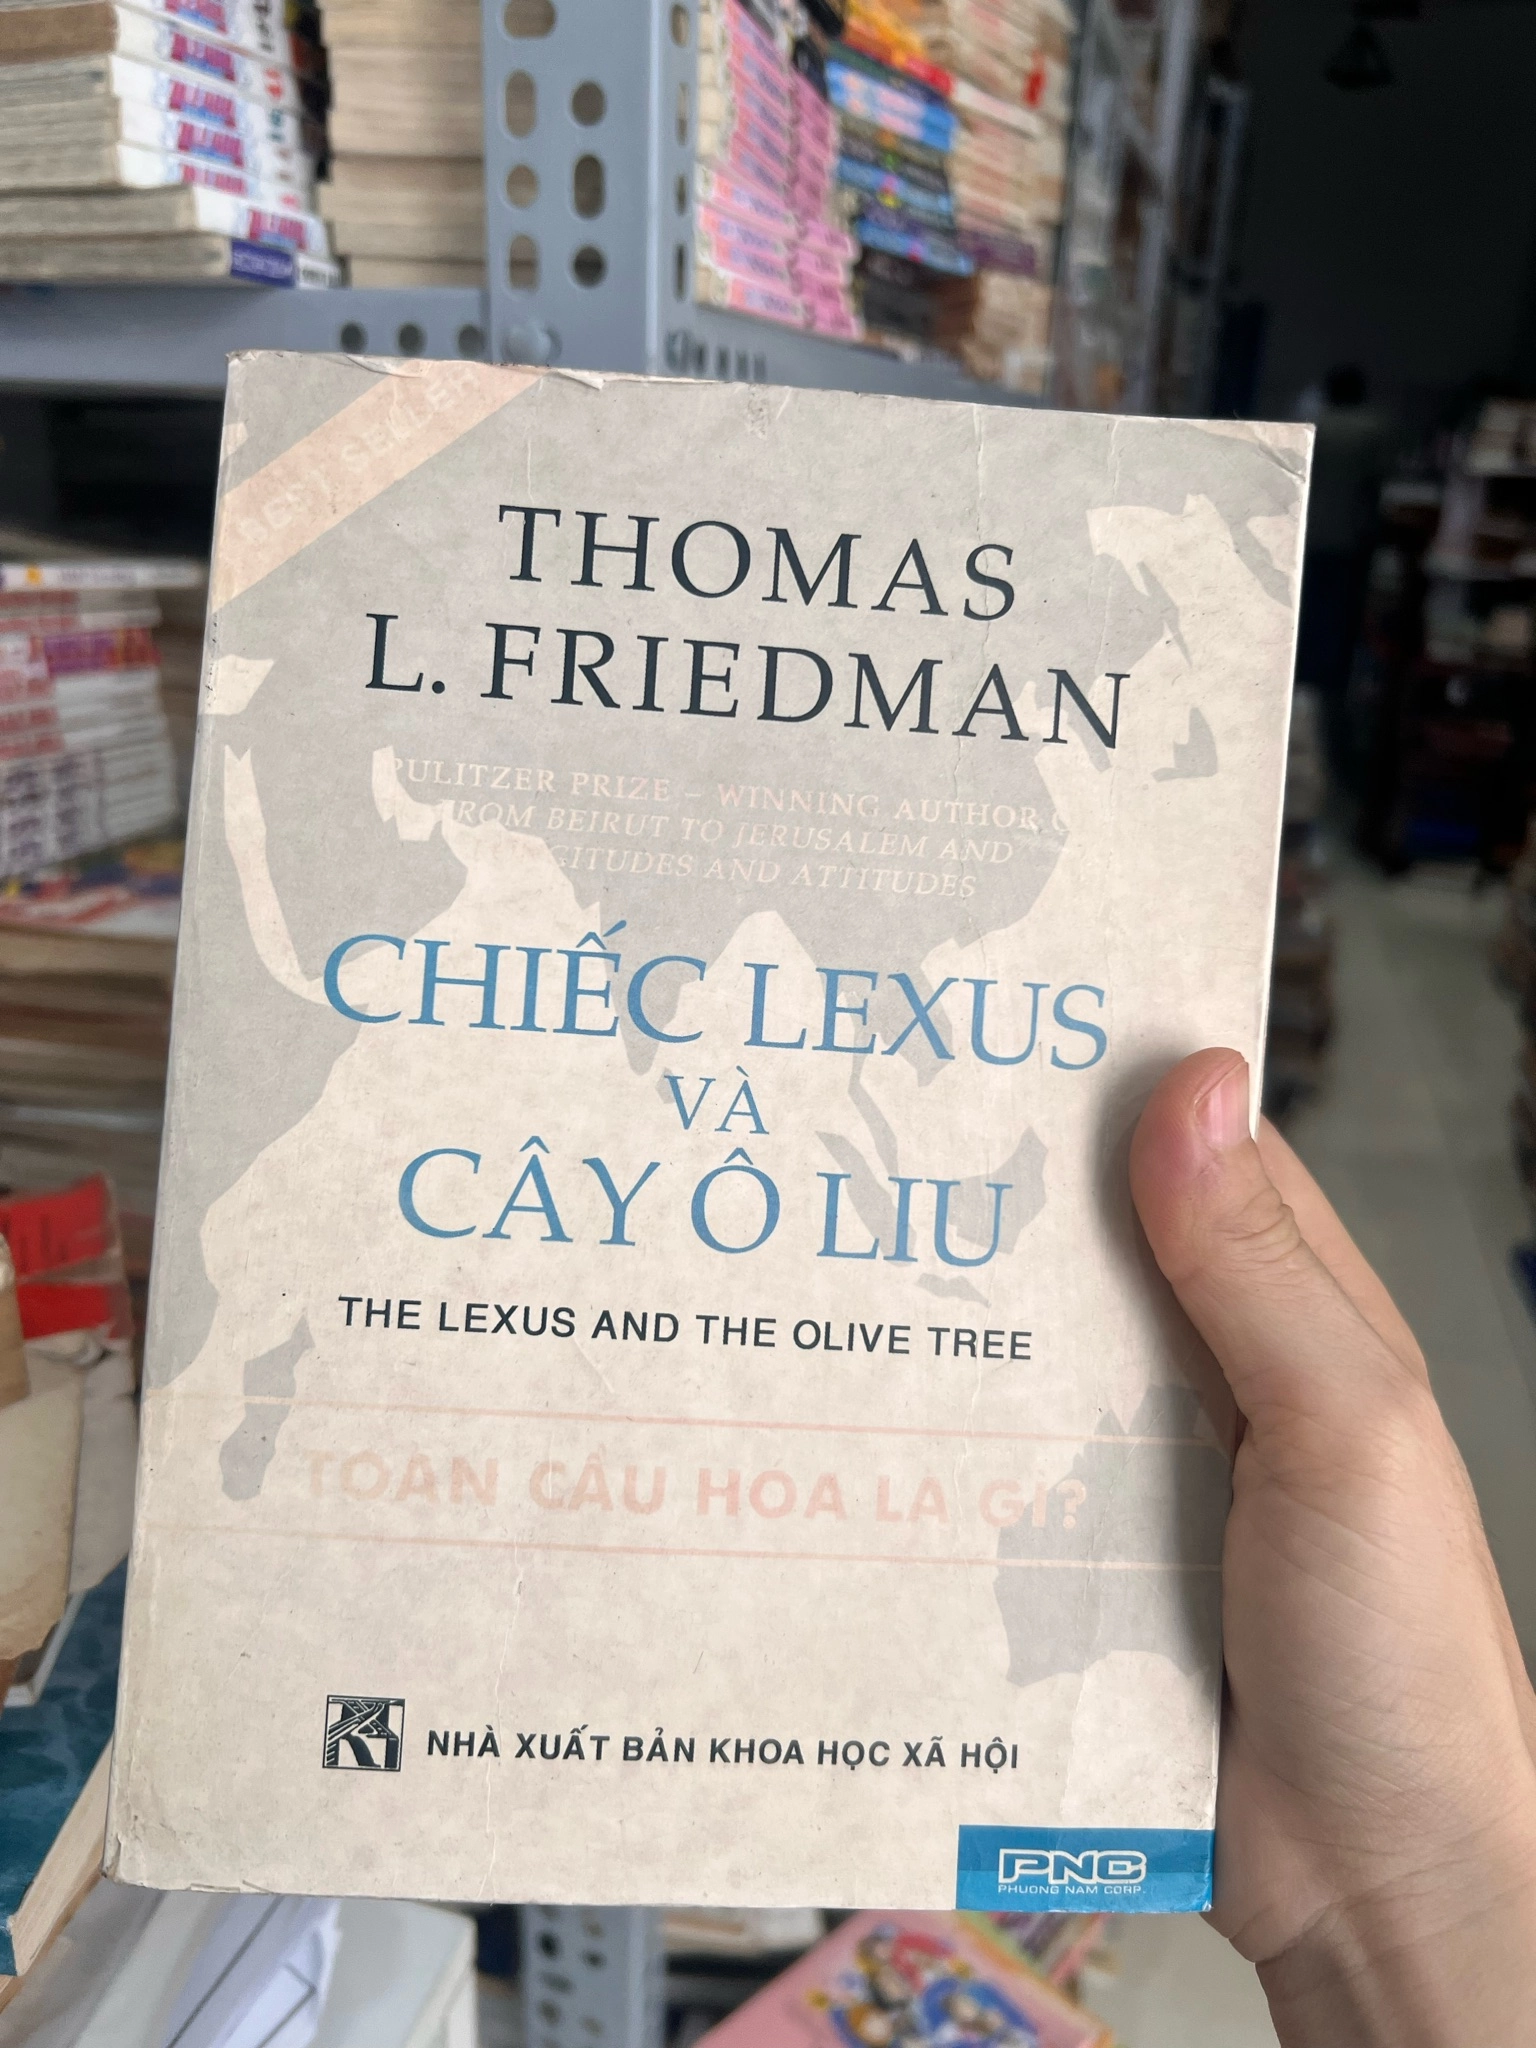 BEST SELLER
THOMAS
L. FRIEDMAN
PULITZER PRIZE – WINNING AUTHOR
FROM BEIRUT TO JERUSALEM AND
AND ATTITUDES
CHIẾC LEXUS
VÀ
CÂY Ô LIU
THE LEXUS AND THE OLIVE TREE
TOÀN CẦU HÓA LÀ GÌ?
NHÀ XUẤT BẢN KHOA HỌC XÃ HỘI
PNC
PHUONG NAM CORP.